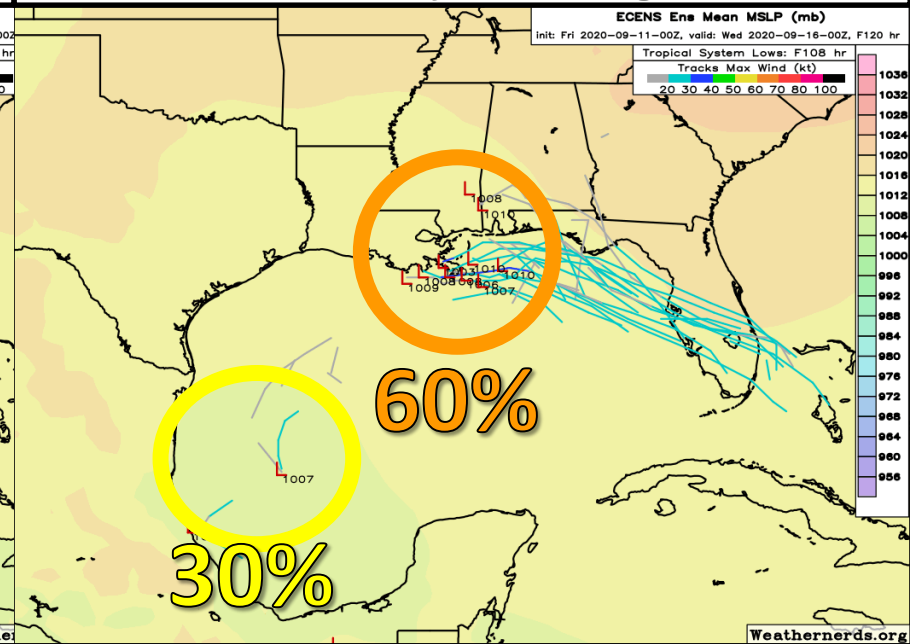 ECENS Ens Mean MSLP (mb)
init: Fri 2020-09-11-00Z, valid: Wed 2020-09-16-00Z, F120 hr
Tropical System Lows: F108 hr
Tracks Max Wind (kt)
20 30 40 50 60 70 80 100
1036
1032
1028
1024
1020
1016
1012
1008
1004
1000
996
992
988
984
980
976
972
968
964
960
956
L 1008
L 1010
L 1010
L 1010
L 1009
L 1008
L 1007
60%
L 1007
30%
Weathernerds.org